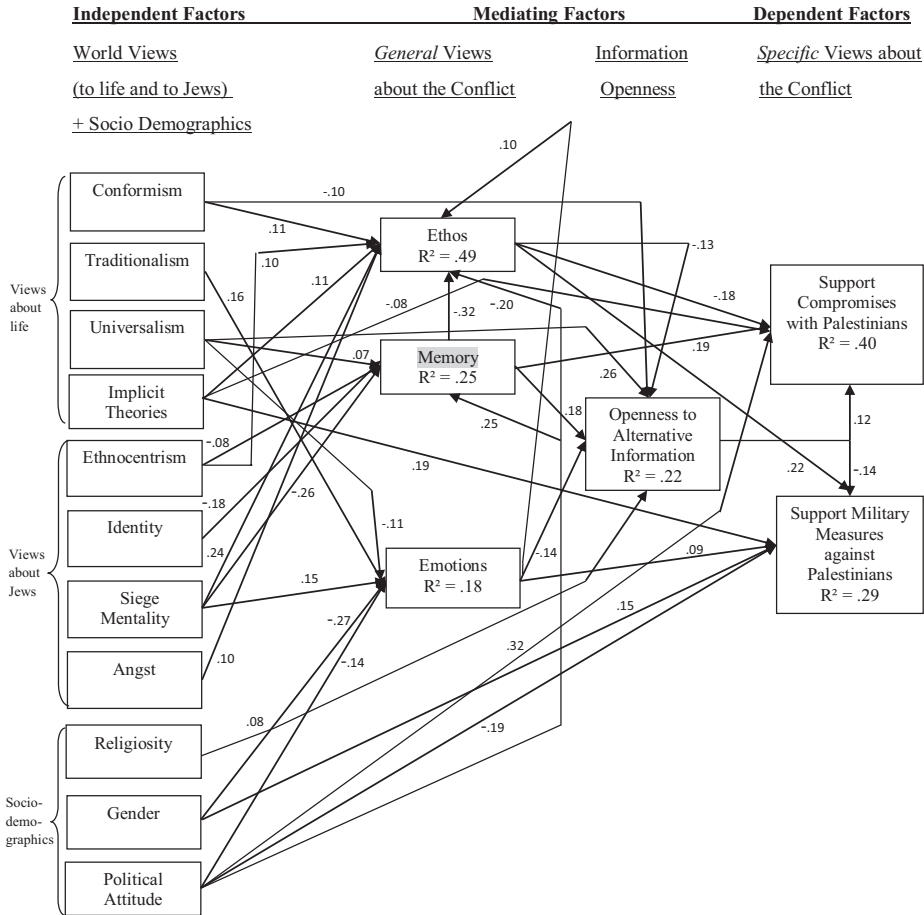 Independent Factors Mediating Factors Dependent Factors
World Views
(to life and to Jews)
+ Socio Demographics
General Views
about the Conflict
Information
Openness
Specific Views about
the Conflict
Views
about
life
Conformism
Traditionalism
Universalism
Implicit
Theories
Views
about
Jews
Ethnocentrism
Identity
Siege
Mentality
Angst
Socio-
demo-
graphics
Religiosity
Gender
Political
Attitude
Ethos
R² = .49
Memory
R² = .25
Emotions
R² = .18
Openness to
Alternative
Information
R² = .22
Support
Compromises
with Palestinians
R² = .40
Support Military
Measures
against
Palestinians
R² = .29
.10
-.10
.11
.10
-.13
.16
.11
-.08
-.20
-.18
-.32
.07
.19
.26
.18
.25
.12
-.08
.19
.22
-.14
-.18
-.26
.24
-.11
-.14
.15
.09
-.27
.15
.10
-.14
.32
.08
-.19